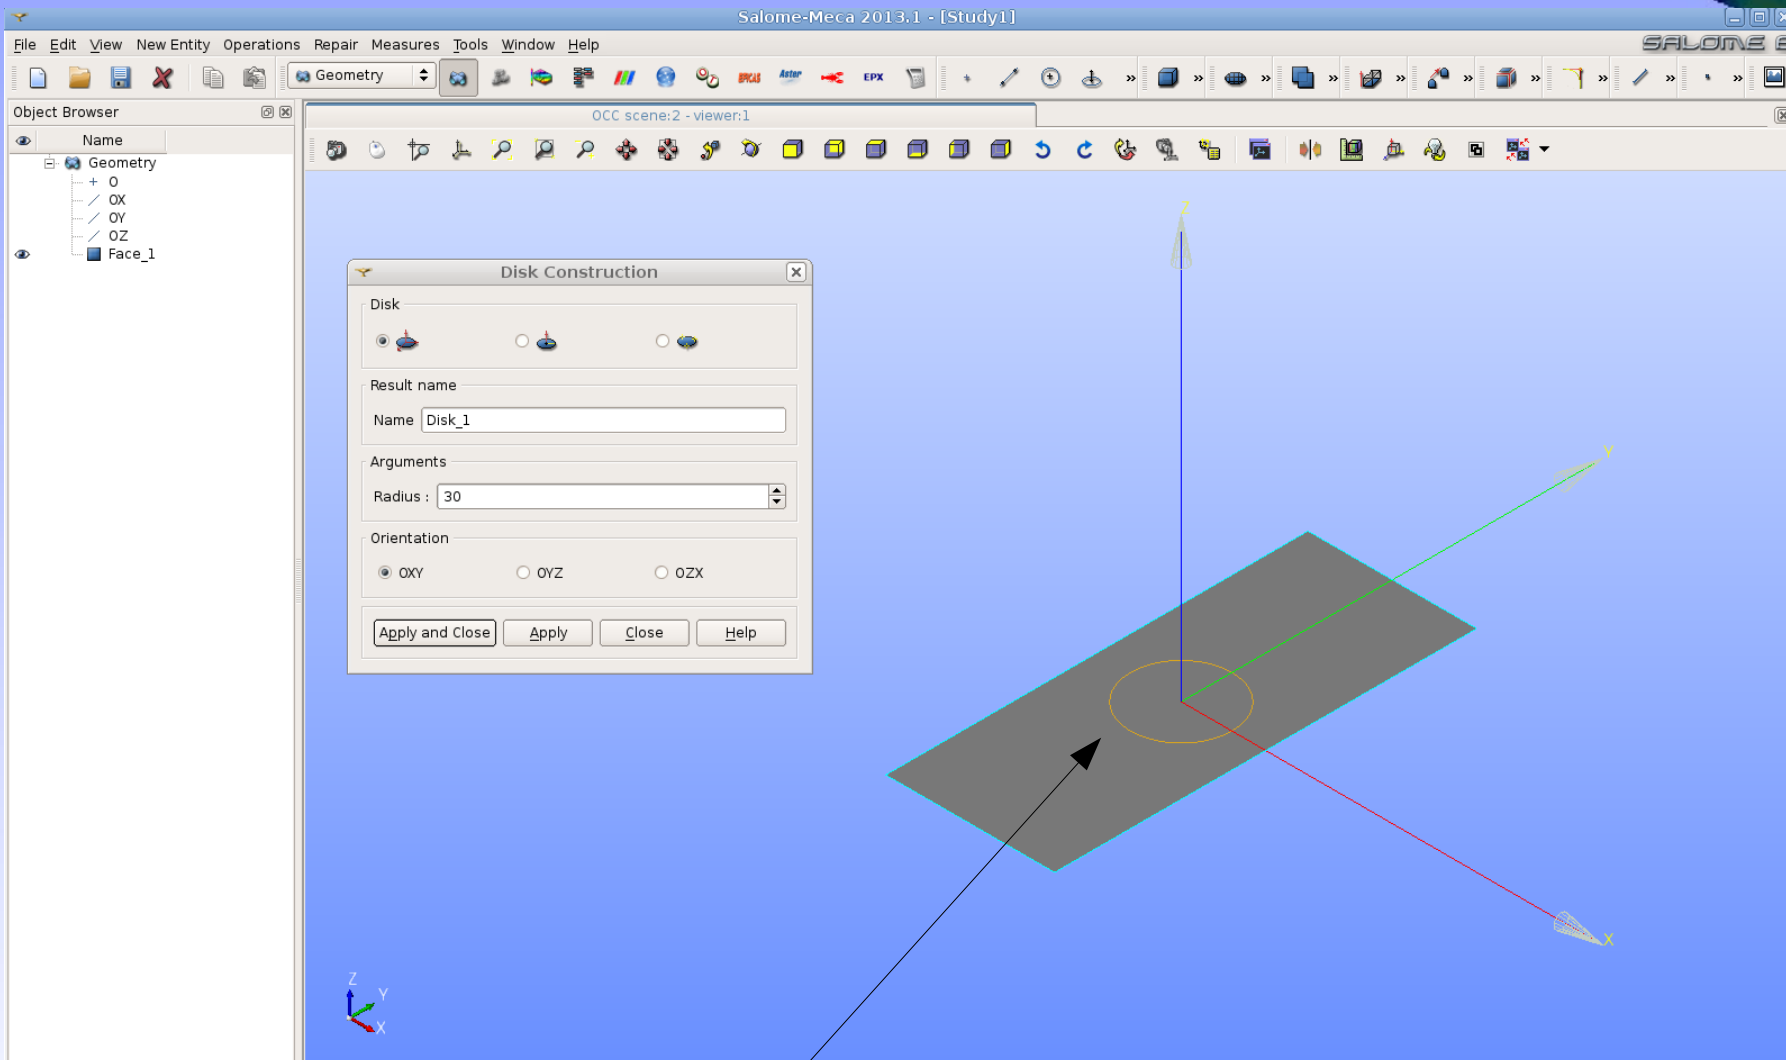 Salome-Meca 2013.1 - [Study1]
File Edit View New Entity Operations Repair Measures Tools Window Help
SALOME
Geometry
EPICAS
Aster
EPX
Object Browser
OCC scene:2 - viewer:1
Name
Geometry
O
OX
OY
OZ
Face_1
Disk Construction
Disk
Result name
Name Disk_1
Arguments
Radius : 30
Orientation
OXY OYZ OZX
Apply and Close Apply Close Help
Z
Y
X
Z
Y
X